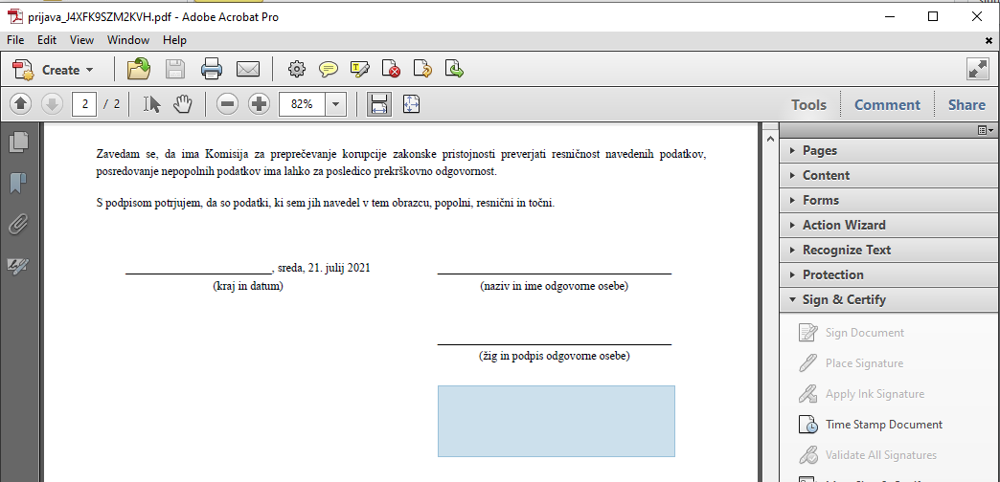 prijava_J4XFK9SZM2KVH.pdf - Adobe Acrobat Pro
File Edit View Window Help
Create
2 / 2 82% Tools Comment Share
Zavedam se, da ima Komisija za preprečevanje korupcije zakonske pristojnosti preverjati resničnost navedenih podatkov,
posredovanje nepopolnih podatkov ima lahko za posledico prekrškovno odgovornost.
S podpisom potrjujem, da so podatki, ki sem jih navedel v tem obrazcu, popolni, resnični in točni.
, sreda, 21. julij 2021
(kraj in datum) (naziv in ime odgovorne osebe)
(žig in podpis odgovorne osebe)
Pages
Content
Forms
Action Wizard
Recognize Text
Protection
Sign & Certify
Sign Document
Place Signature
Apply Ink Signature
Time Stamp Document
Validate All Signatures